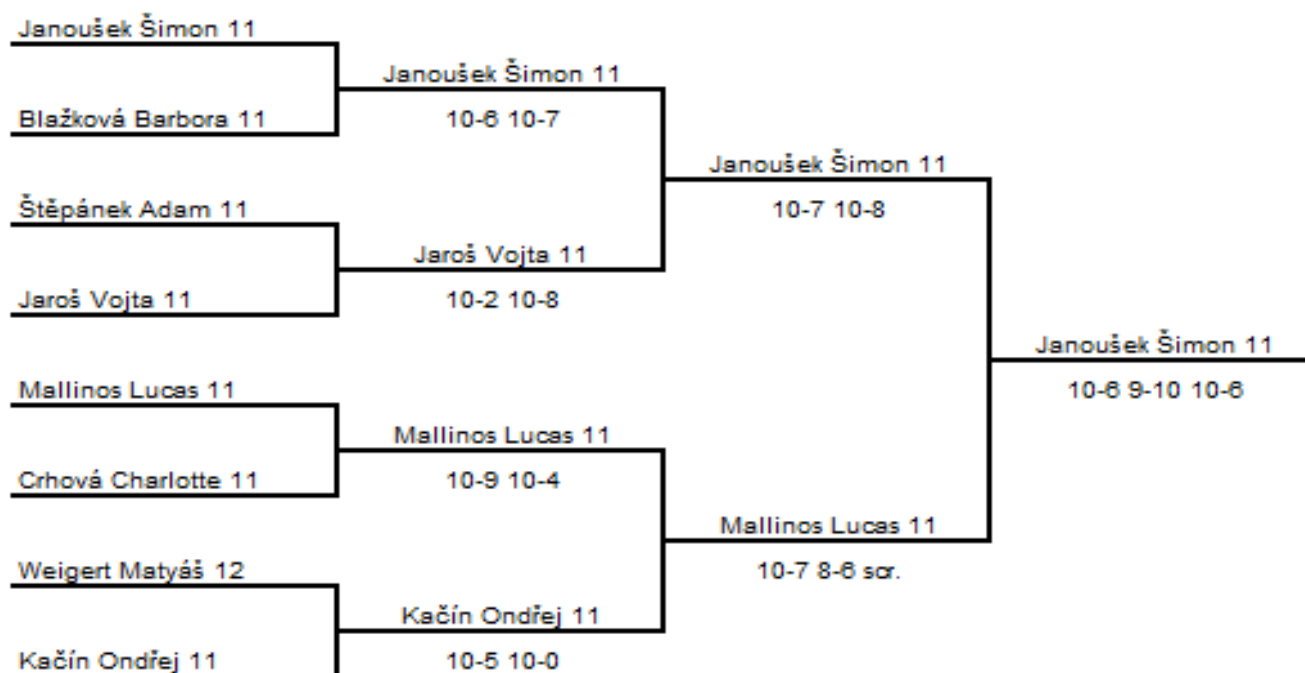 Janoušek Šimon 11
Janoušek Šimon 11
Blažková Barbora 11
10-6 10-7
Janoušek Šimon 11
Štěpánek Adam 11
10-7 10-8
Jaroš Vojta 11
Jaroš Vojta 11
10-2 10-8
Janoušek Šimon 11
Mallinos Lucas 11
10-6 9-10 10-6
Mallinos Lucas 11
Crhová Charlotte 11
10-9 10-4
Mallinos Lucas 11
Weigert Matyáš 12
10-7 8-6 scr.
Kačín Ondřej 11
Kačín Ondřej 11
10-5 10-0